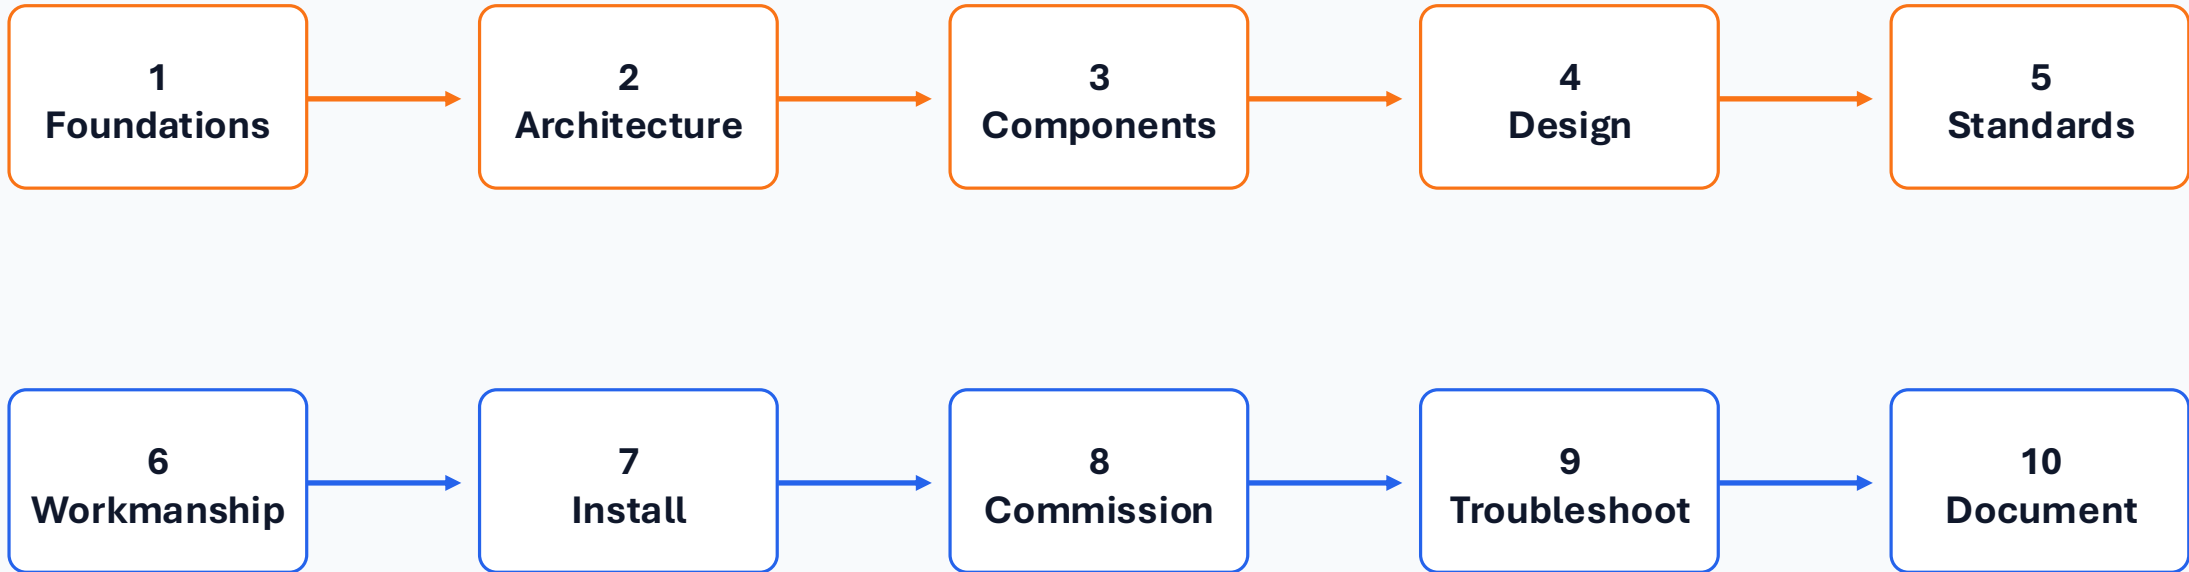 1
Foundations
2
Architecture
3
Components
4
Design
5
Standards
6
Workmanship
7
Install
8
Commission
9
Troubleshoot
10
Document